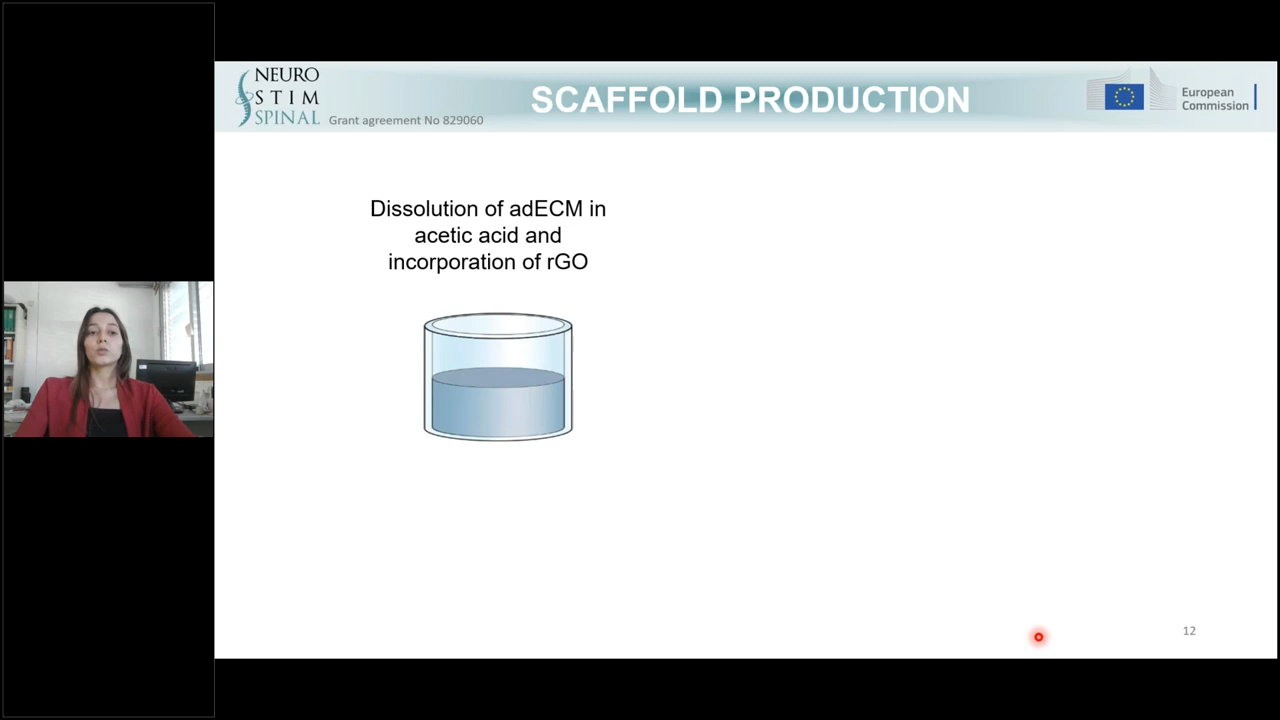 NEURO
STIM
SPINAL
Grant agreement No 829060
SCAFFOLD PRODUCTION
European
Commission
Dissolution of adECM in
acetic acid and
incorporation of rGO
12